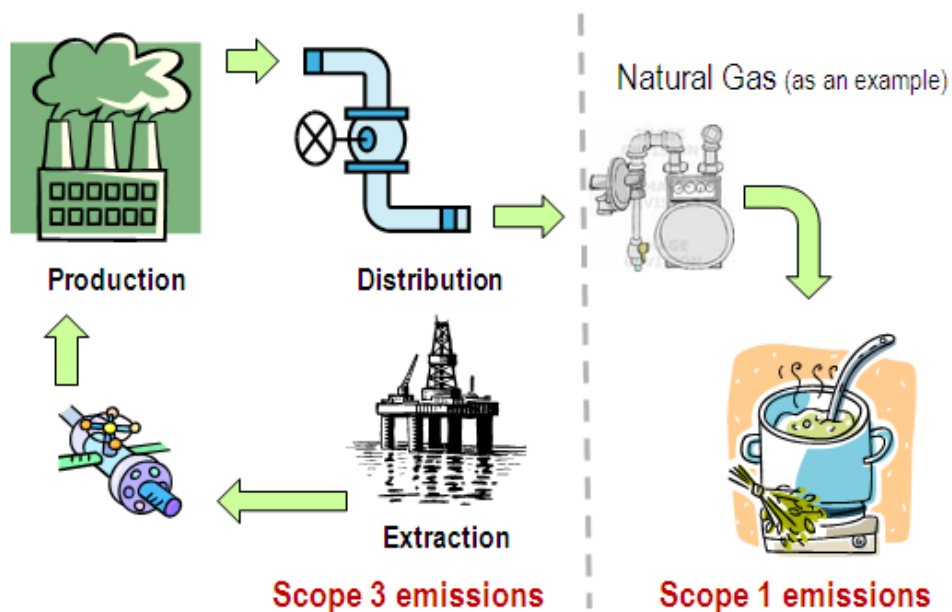 Natural Gas (as an example)
Production
Distribution
Extraction
Scope 3 emissions
Scope 1 emissions